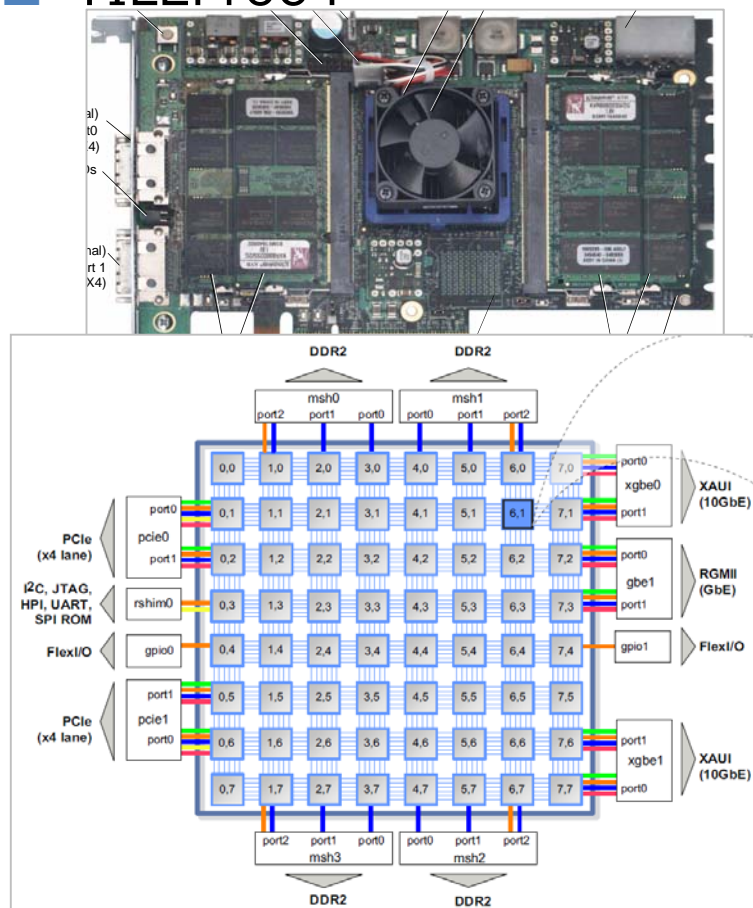 al)
t0
4)
nal)
rt 1
X4)
DDR2 DDR2
msh0 msh1
port2 port1 port0 port0 port1 port2
0,0 1,0 2,0 3,0 4,0 5,0 6,0 7,0
0,1 1,1 2,1 3,1 4,1 5,1 6,1 7,1
0,2 1,2 2,2 3,2 4,2 5,2 6,2 7,2
0,3 1,3 2,3 3,3 4,3 5,3 6,3 7,3
0,4 1,4 2,4 3,4 4,4 5,4 6,4 7,4
0,5 1,5 2,5 3,5 4,5 5,5 6,5 7,5
0,6 1,6 2,6 3,6 4,6 5,6 6,6 7,6
0,7 1,7 2,7 3,7 4,7 5,7 6,7 7,7
PCIe
(x4 lane)
port0
pcie0
port1
I²C, JTAG,
HPI, UART,
SPI ROM
rshim0
FlexI/O
gpio0
PCIe
(x4 lane)
port1
pcie1
port0
port0
xgbe0
port1
XAUI
(10GbE)
port0
gbe1
port1
RGMII
(GbE)
gpio1
FlexI/O
port1
xgbe1
port0
XAUI
(10GbE)
port2 port1 port0 port0 port1 port2
msh3 msh2
DDR2 DDR2